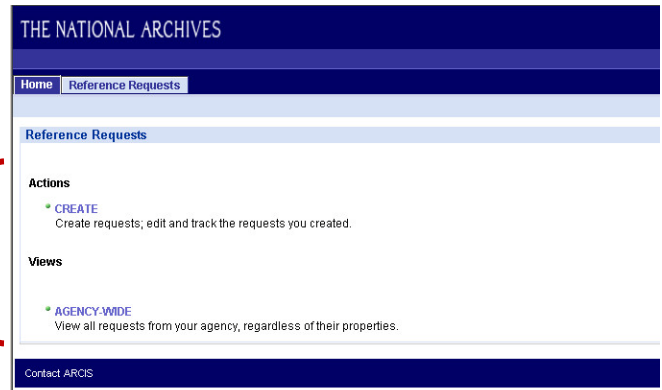 THE NATIONAL ARCHIVES
Home Reference Requests
Reference Requests
Actions
CREATE
Create requests; edit and track the requests you created.
Views
AGENCY-WIDE
View all requests from your agency, regardless of their properties.
Contact ARCIS